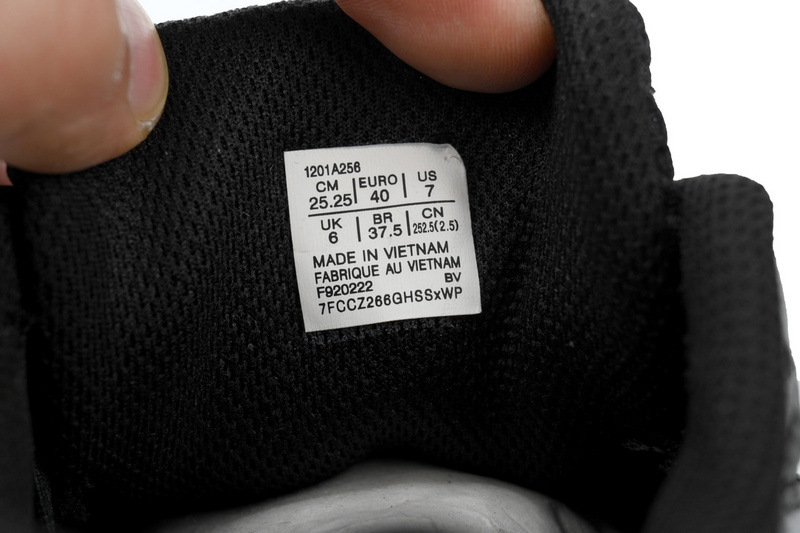 1201A256
CM | EURO | US
25.25 | 40 | 7
UK | BR | CN
6 | 37.5 | 252.5(2.5)
MADE IN VIETNAM
FABRIQUE AU VIETNAM
F920222 BV
7FCCZ266GHSSxWP